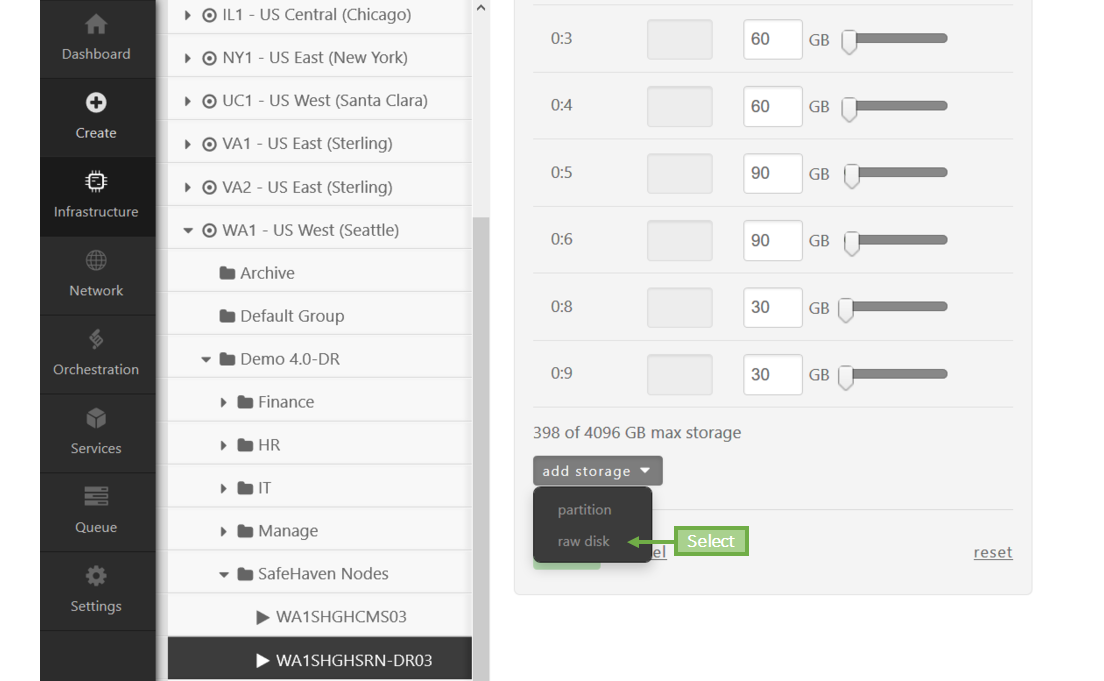 Dashboard
Create
Infrastructure
Network
Orchestration
Services
Queue
Settings
IL1 - US Central (Chicago)
NY1 - US East (New York)
UC1 - US West (Santa Clara)
VA1 - US East (Sterling)
VA2 - US East (Sterling)
WA1 - US West (Seattle)
Archive
Default Group
Demo 4.0-DR
Finance
HR
IT
Manage
SafeHaven Nodes
WA1SHGHCMS03
WA1SHGHSRN-DR03
0:3 60 GB
0:4 60 GB
0:5 90 GB
0:6 90 GB
0:8 30 GB
0:9 30 GB
398 of 4096 GB max storage
add storage
partition
raw disk
Select
el
reset